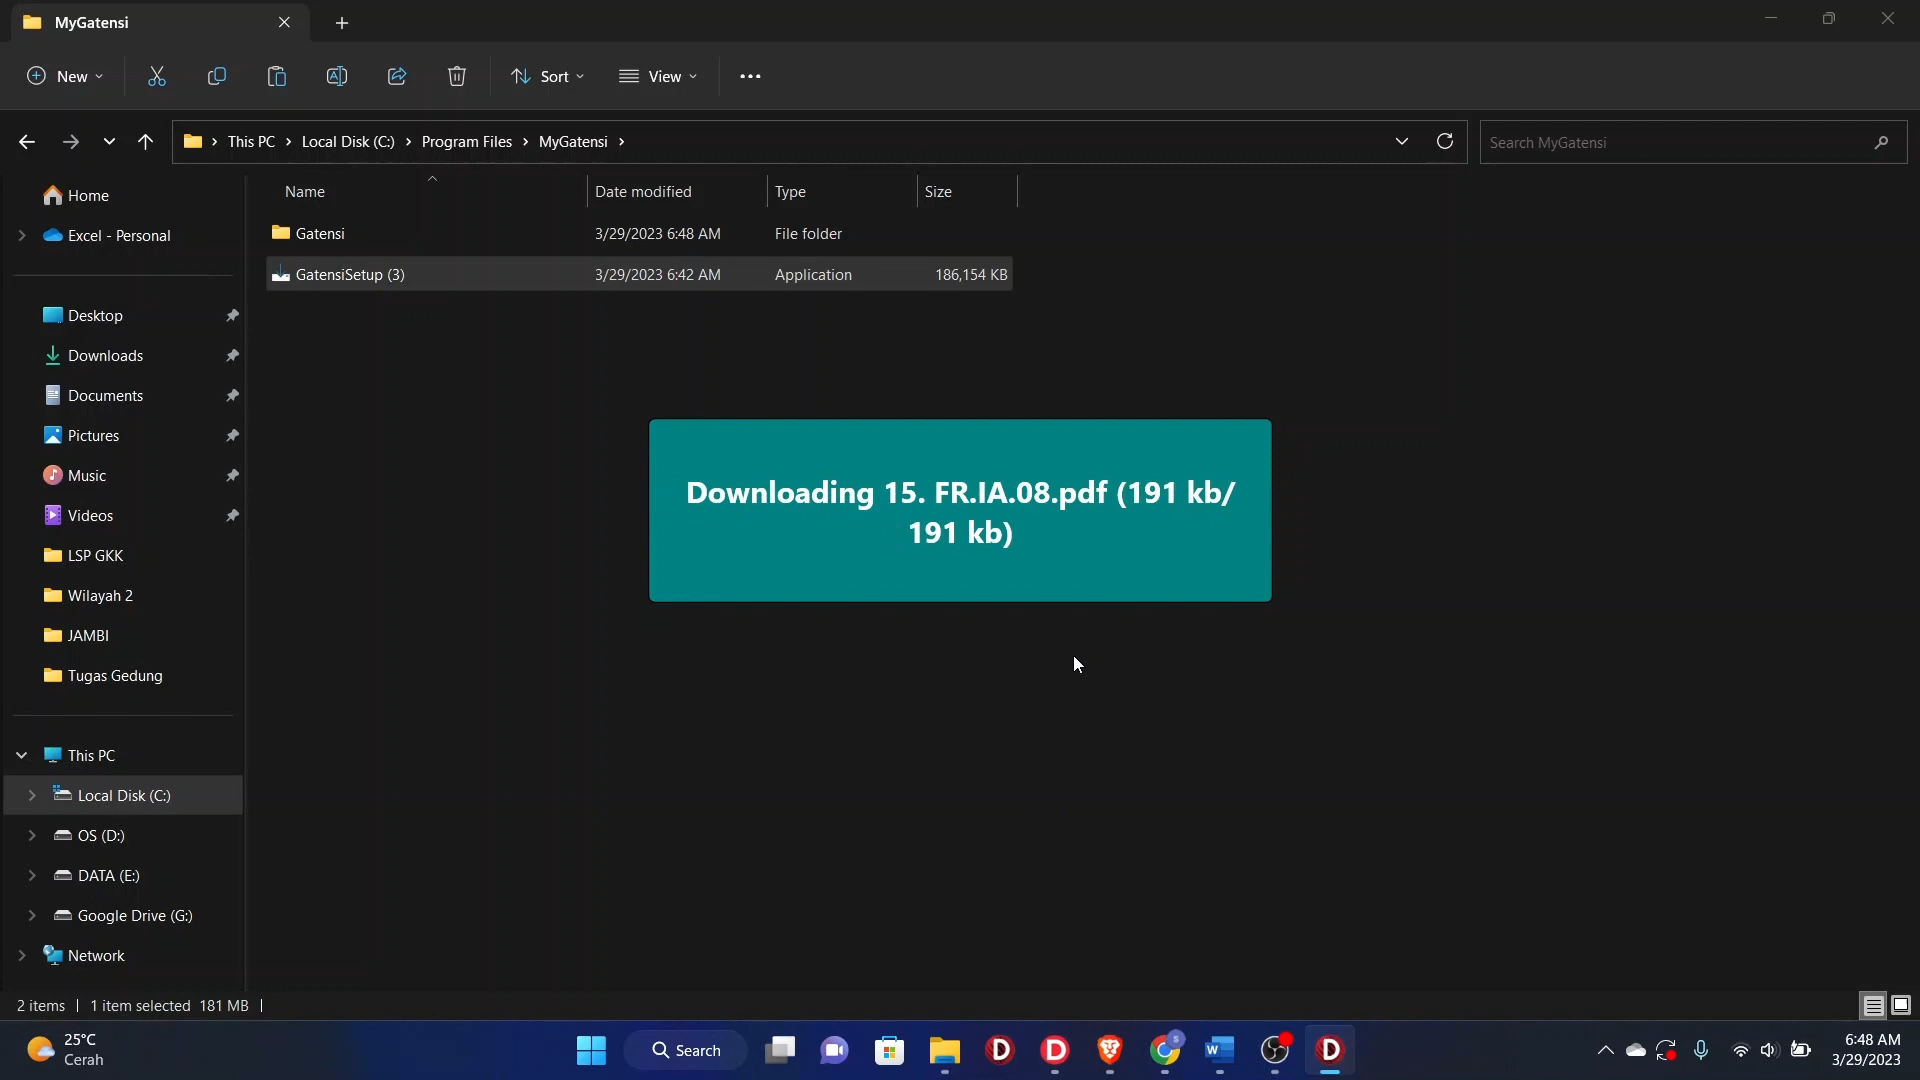 MyGatensi
New
Sort
View
This PC
Local Disk (C:)
Program Files
MyGatensi
Search MyGatensi
Home
Excel - Personal
Desktop
Downloads
Documents
Pictures
Music
Videos
LSP GKK
Wilayah 2
JAMBI
Tugas Gedung
This PC
Local Disk (C:)
OS (D:)
DATA (E:)
Google Drive (G:)
Network
Name Date modified Type Size
Gatensi 3/29/2023 6:48 AM File folder
GatensiSetup (3) 3/29/2023 6:42 AM Application 186,154 KB
Downloading 15. FR.IA.08.pdf (191 kb/
191 kb)
2 items 1 item selected 181 MB
25°C
Cerah
Search
6:48 AM
3/29/2023